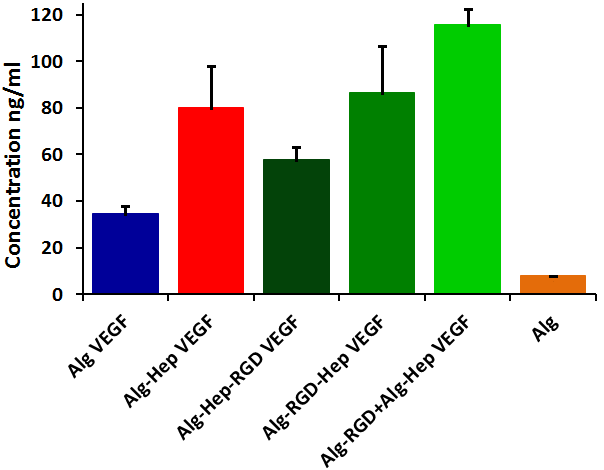 Concentration ng/ml
120
100
80
60
40
20
0
Alg VEGF
Alg-Hep VEGF
Alg-Hep-RGD VEGF
Alg-RGD-Hep VEGF
Alg-RGD+Alg-Hep VEGF
Alg